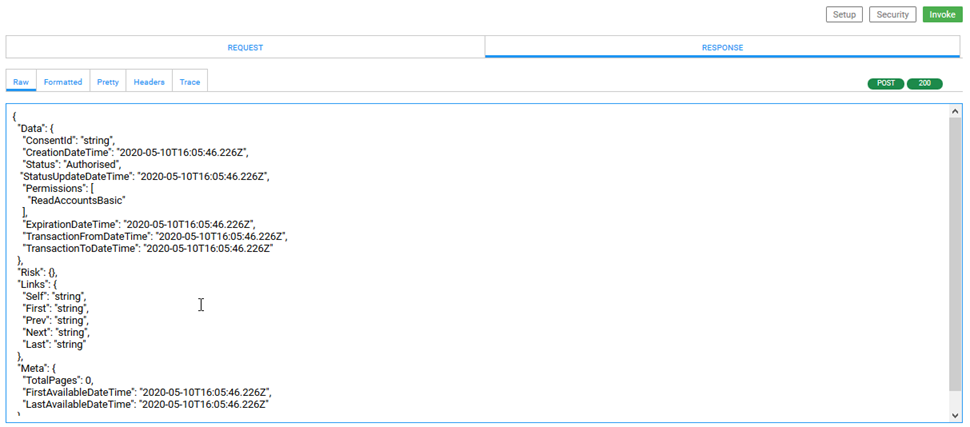 Setup Security Invoke
REQUEST RESPONSE
Raw Formatted Pretty Headers Trace POST 200
{
"Data": {
"ConsentId": "string",
"CreationDateTime": "2020-05-10T16:05:46.226Z",
"Status": "Authorised",
"StatusUpdateDateTime": "2020-05-10T16:05:46.226Z",
"Permissions": [
"ReadAccountsBasic"
],
"ExpirationDateTime": "2020-05-10T16:05:46.226Z",
"TransactionFromDateTime": "2020-05-10T16:05:46.226Z",
"TransactionToDateTime": "2020-05-10T16:05:46.226Z"
},
"Risk": {},
"Links": {
"Self": "string",
"First": "string",
"Prev": "string",
"Next": "string",
"Last": "string"
},
"Meta": {
"TotalPages": 0,
"FirstAvailableDateTime": "2020-05-10T16:05:46.226Z",
"LastAvailableDateTime": "2020-05-10T16:05:46.226Z"
}